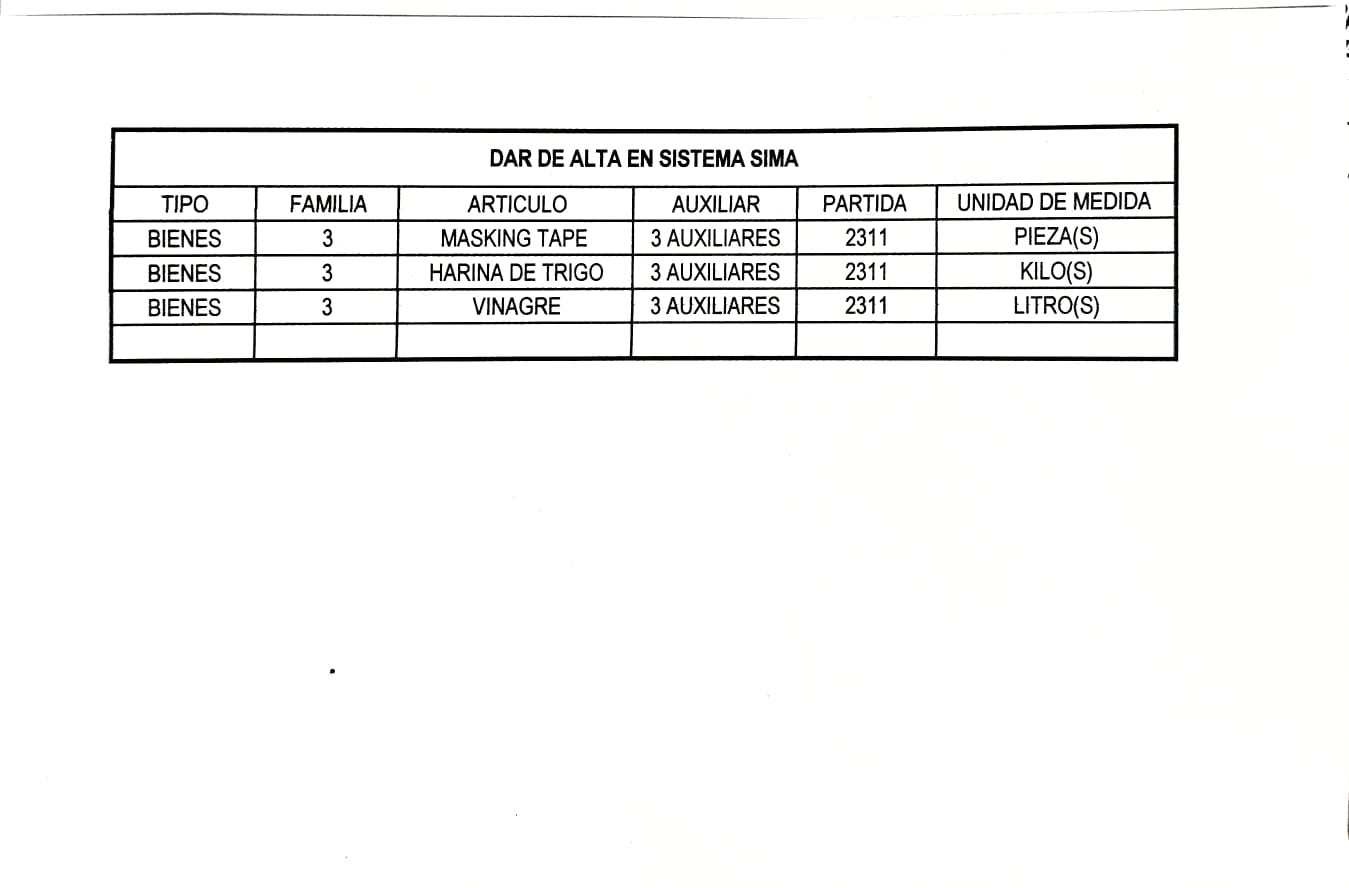 DAR DE ALTA EN SISTEMA SIMA
TIPO FAMILIA ARTICULO AUXILIAR PARTIDA UNIDAD DE MEDIDA
BIENES 3 MASKING TAPE 3 AUXILIARES 2311 PIEZA(S)
BIENES 3 HARINA DE TRIGO 3 AUXILIARES 2311 KILO(S)
BIENES 3 VINAGRE 3 AUXILIARES 2311 LITRO(S)